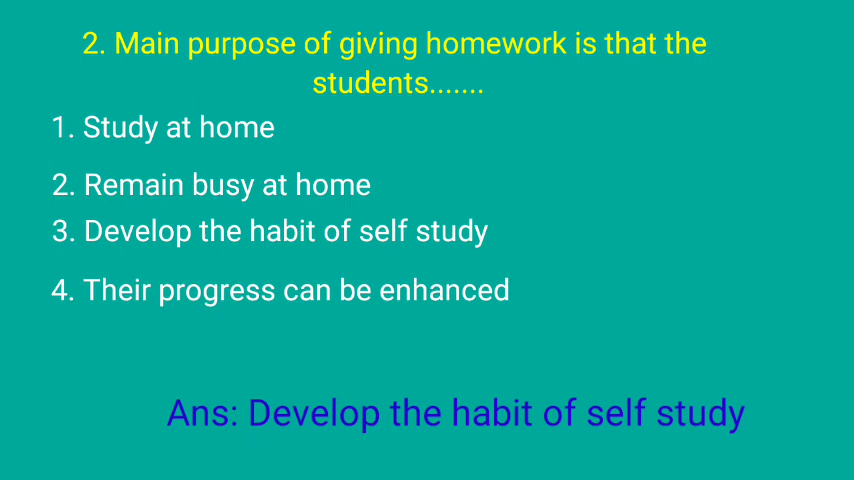 2. Main purpose of giving homework is that the
students.......
1. Study at home
2. Remain busy at home
3. Develop the habit of self study
4. Their progress can be enhanced
Ans: Develop the habit of self study